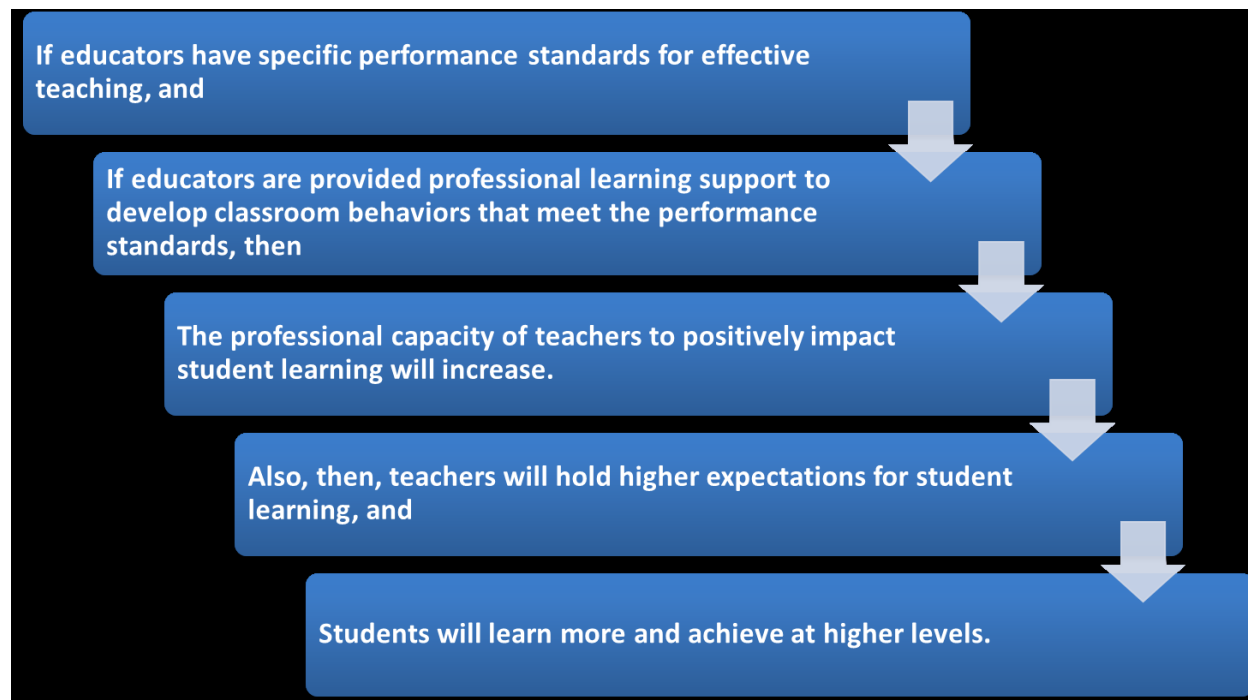 If educators have specific performance standards for effective
teaching, and
If educators are provided professional learning support to
develop classroom behaviors that meet the performance
standards, then
The professional capacity of teachers to positively impact
student learning will increase.
Also, then, teachers will hold higher expectations for student
learning, and
Students will learn more and achieve at higher levels.